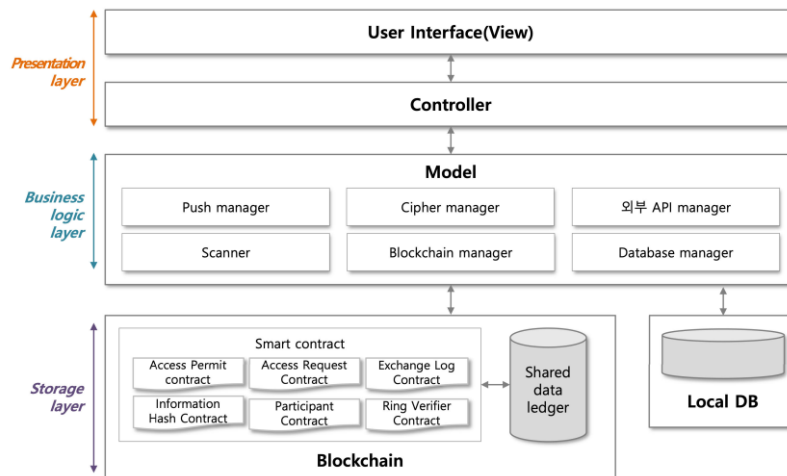 User Interface(View)
Presentation
layer
Controller
Model
Business
logic
layer
Push manager
Cipher manager
외부 API manager
Scanner
Blockchain manager
Database manager
Storage
layer
Smart contract
Access Permit
contract
Access Request
Contract
Exchange Log
Contract
Information
Hash Contract
Participant
Contract
Ring Verifier
Contract
Shared
data
ledger
Blockchain
Local DB